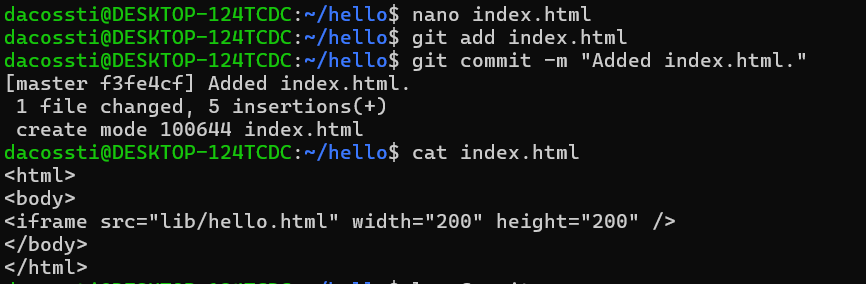 dacossti@DESKTOP-124TCDC:~/hello$ nano index.html
dacossti@DESKTOP-124TCDC:~/hello$ git add index.html
dacossti@DESKTOP-124TCDC:~/hello$ git commit -m "Added index.html."
[master f3fe4cf] Added index.html.
 1 file changed, 5 insertions(+)
 create mode 100644 index.html
dacossti@DESKTOP-124TCDC:~/hello$ cat index.html
<html>
<body>
<iframe src="lib/hello.html" width="200" height="200" />
</body>
</html>